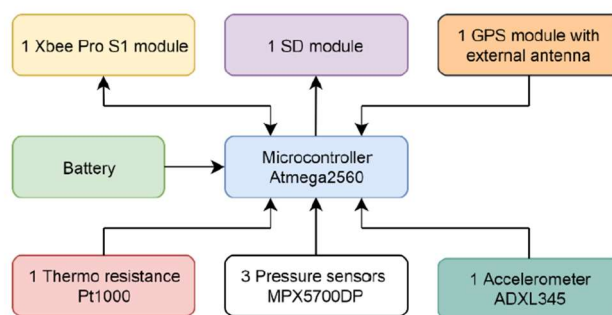 1 Xbee Pro S1 module
1 SD module
1 GPS module with
external antenna
Battery
Microcontroller
Atmega2560
1 Thermo resistance
Pt1000
3 Pressure sensors
MPX5700DP
1 Accelerometer
ADXL345